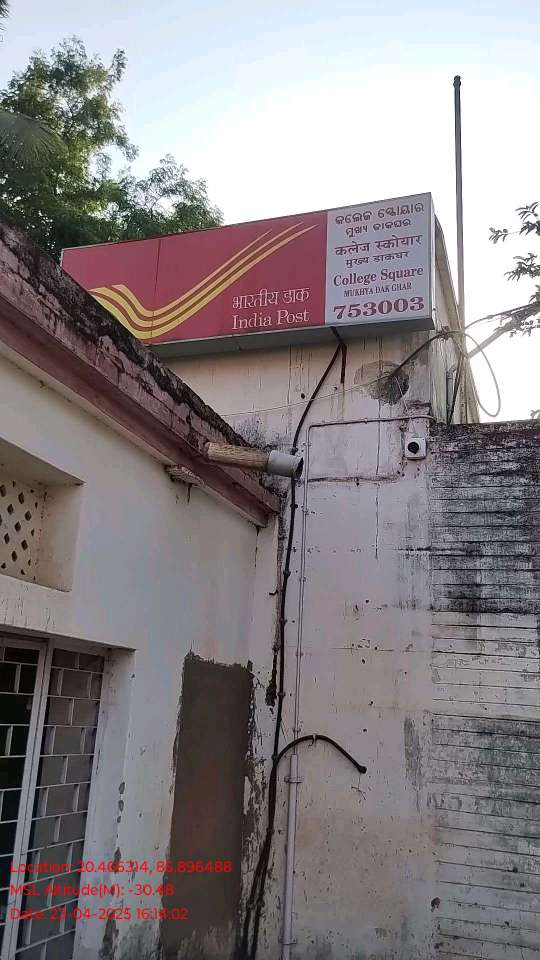 କଲେଜ ସ୍କୋୟାର
ମୁଖ୍ୟ ଡାକଘର
कलेज स्कोयार
मुख्य डाकघर
College Square
MUKHYA DAK GHAR
753003
भारतीय डाक
India Post
Location: 20.466314, 85.896488
MSL Altitude(M): -30.48
Date: 23-04-2025 16:14:02